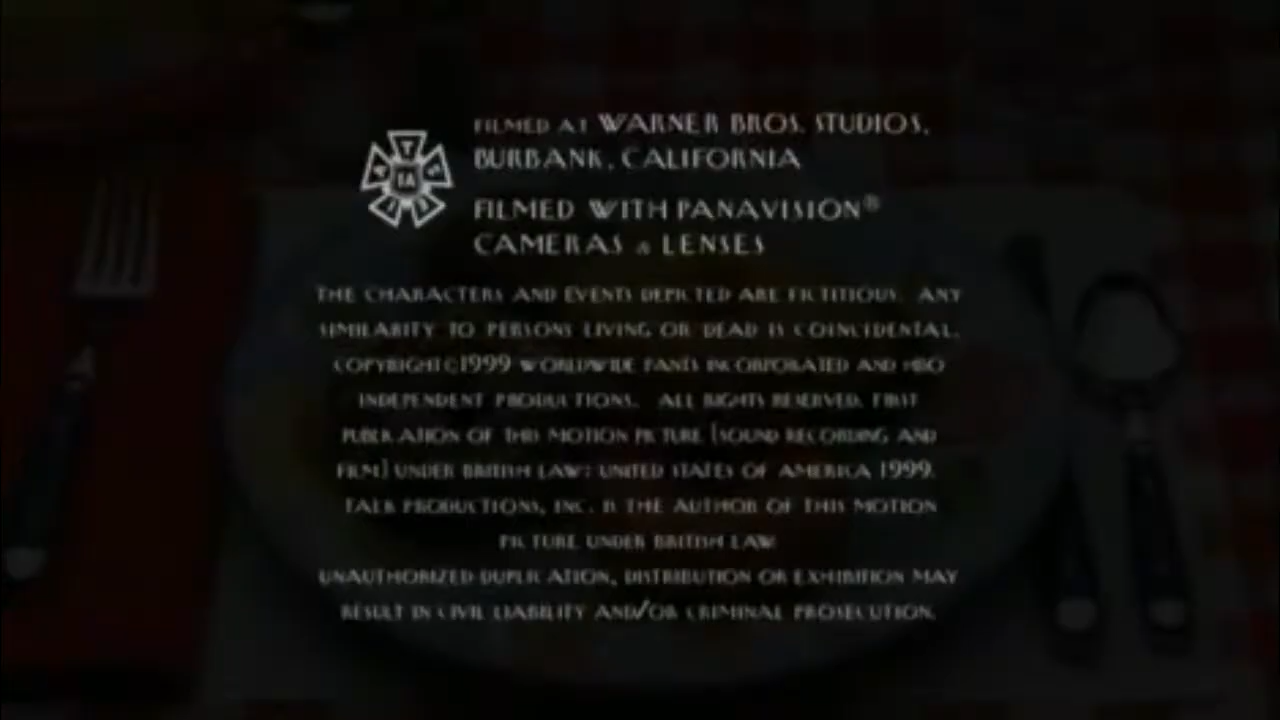 FILMED AT WARNER BROS. STUDIOS,
BURBANK, CALIFORNIA
FILMED WITH PANAVISION®
CAMERAS & LENSES
THE CHARACTERS AND EVENTS DEPICTED ARE FICTITIOUS. ANY
SIMILARITY TO PERSONS LIVING OR DEAD IS COINCIDENTAL.
COPYRIGHT ©1999 WORLDWIDE PANTS INCORPORATED AND HBO
INDEPENDENT PRODUCTIONS. ALL RIGHTS RESERVED. FIRST
PUBLICATION OF THIS MOTION PICTURE [SOUND RECORDING AND
FILM] UNDER BRITISH LAW: UNITED STATES OF AMERICA 1999.
TALK PRODUCTIONS, INC. IS THE AUTHOR OF THIS MOTION
PICTURE UNDER BRITISH LAW
UNAUTHORIZED DUPLICATION, DISTRIBUTION OR EXHIBITION MAY
RESULT IN CIVIL LIABILITY AND/OR CRIMINAL PROSECUTION.